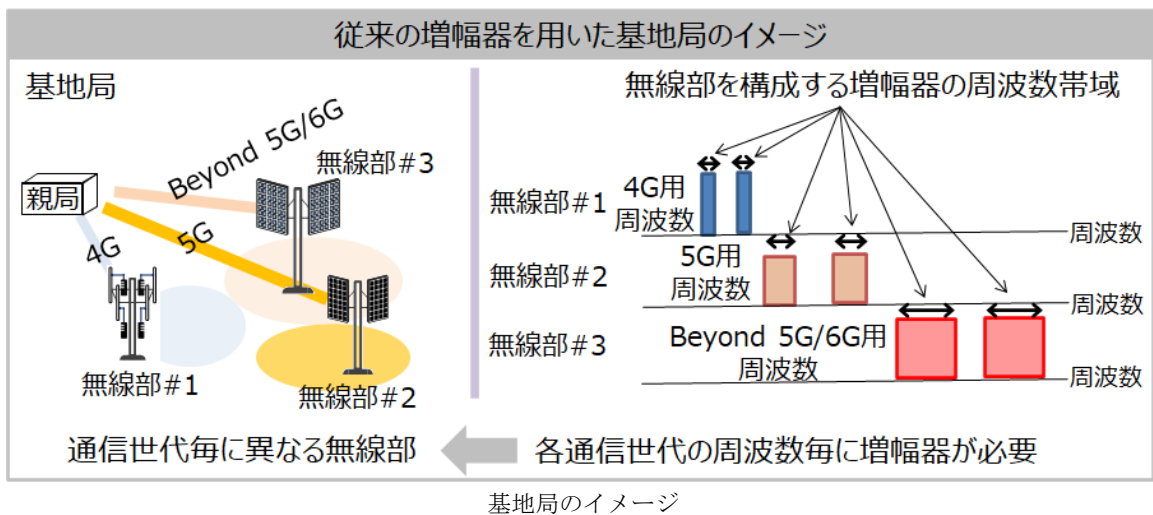 従来の増幅器を用いた基地局のイメージ
基地局
親局
Beyond 5G/6G
5G
4G
無線部#3
無線部#1
無線部#2
無線部を構成する増幅器の周波数帯域
無線部#1
4G用
周波数
周波数
無線部#2
5G用
周波数
周波数
無線部#3
Beyond 5G/6G用
周波数
周波数
通信世代毎に異なる無線部
各通信世代の周波数毎に増幅器が必要
基地局のイメージ